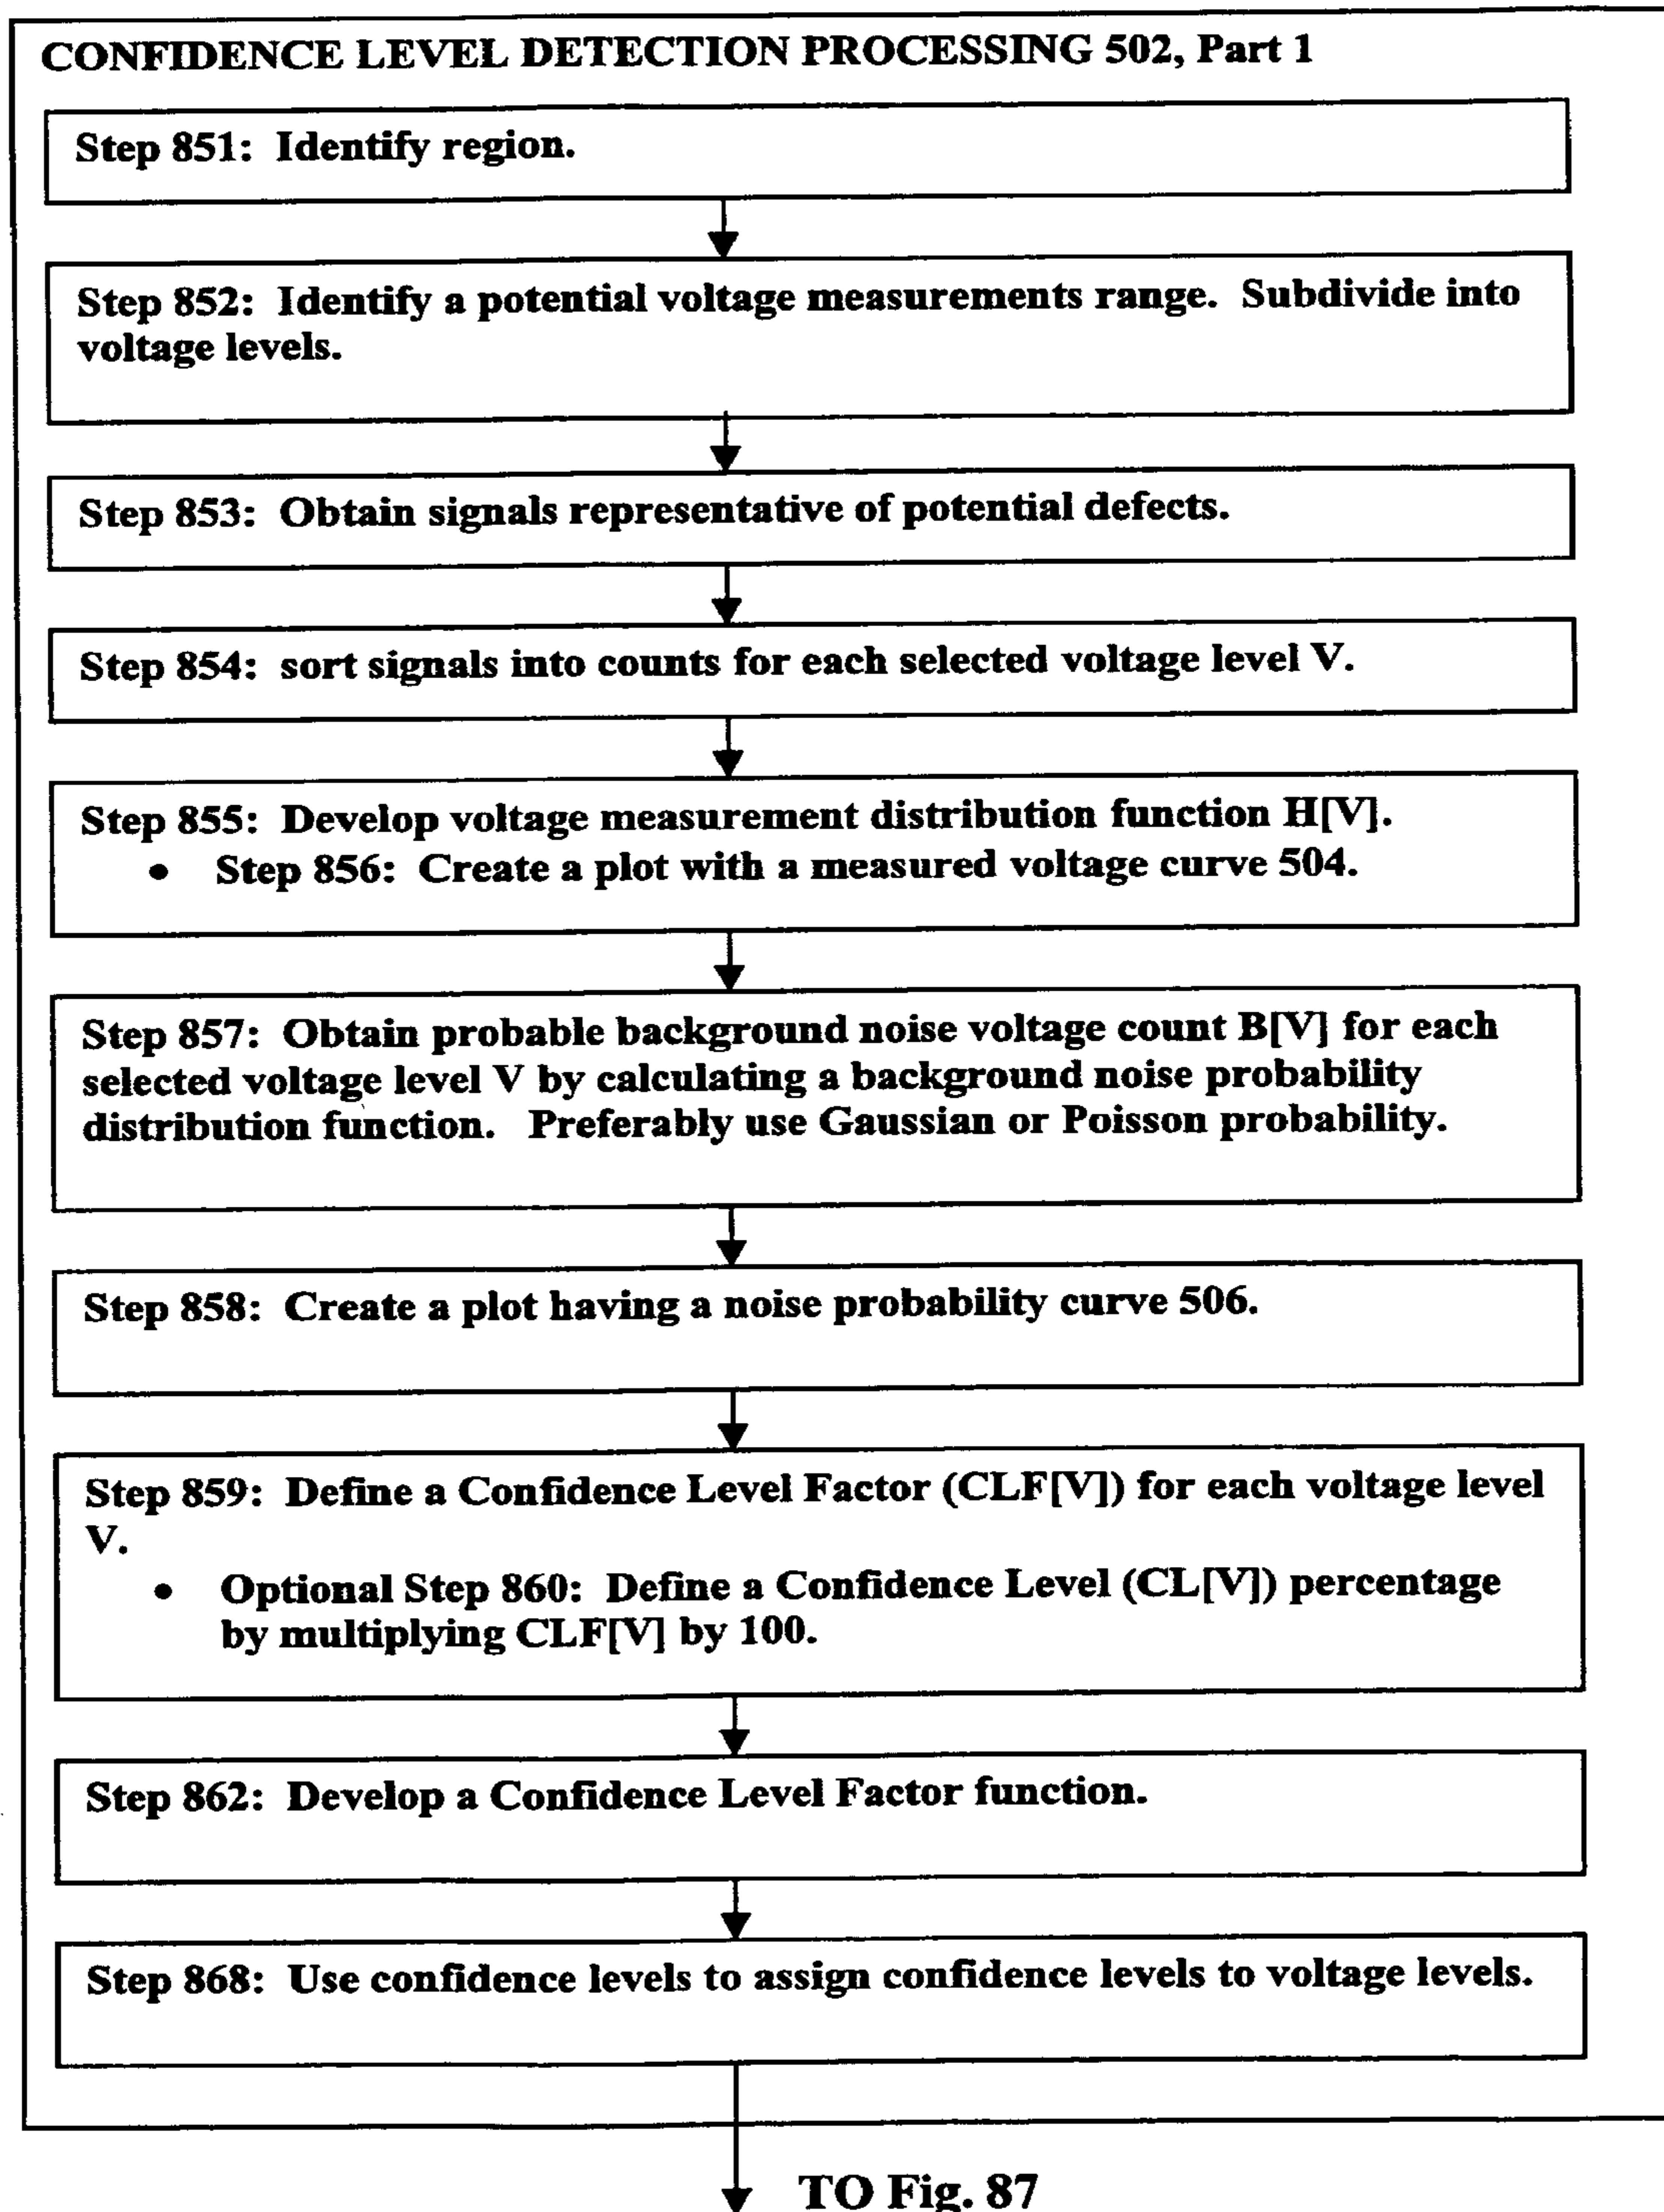 CONFIDENCE LEVEL DETECTION PROCESSING 502, Part 1
Step 851: Identify region.
Step 852: Identify a potential voltage measurements range. Subdivide into
voltage levels.
Step 853: Obtain signals representative of potential defects.
Step 854: sort signals into counts for each selected voltage level V.
Step 855: Develop voltage measurement distribution function H[V].
• Step 856: Create a plot with a measured voltage curve 504.
Step 857: Obtain probable background noise voltage count B[V] for each
selected voltage level V by calculating a background noise probability
distribution function. Preferably use Gaussian or Poisson probability.
Step 858: Create a plot having a noise probability curve 506.
Step 859: Define a Confidence Level Factor (CLF[V]) for each voltage level
V.
• Optional Step 860: Define a Confidence Level (CL[V]) percentage
by multiplying CLF[V] by 100.
Step 862: Develop a Confidence Level Factor function.
Step 868: Use confidence levels to assign confidence levels to voltage levels.
TO Fig. 87